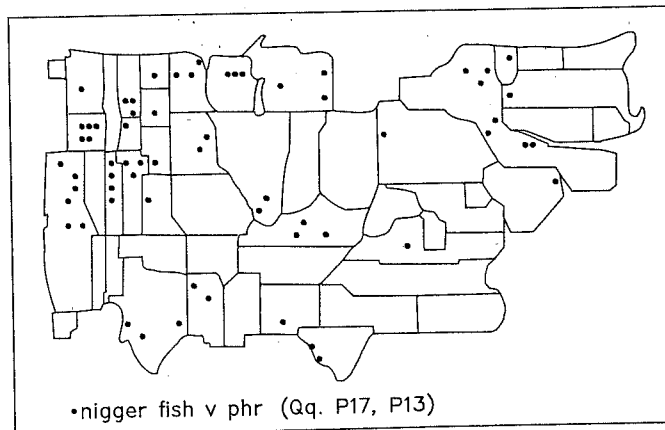 •nigger fish v phr (Qq. P17, P13)